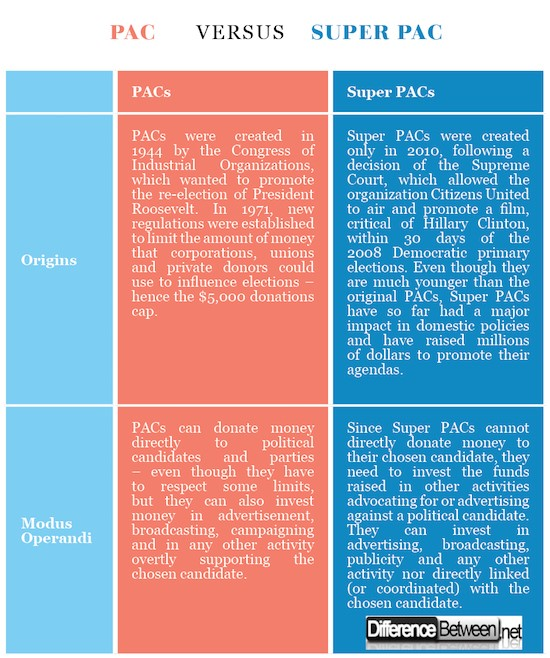 PAC VERSUS SUPER PAC
PACs
Super PACs
Origins
PACs were created in
1944 by the Congress of
Industrial Organizations,
which wanted to promote
the re-election of President
Roosevelt. In 1971, new
regulations were established
to limit the amount of money
that corporations, unions
and private donors could
use to influence elections –
hence the $5,000 donations
cap.
Super PACs were created
only in 2010, following a
decision of the Supreme
Court, which allowed the
organization Citizens United
to air and promote a film,
critical of Hillary Clinton,
within 30 days of the
2008 Democratic primary
elections. Even though they
are much younger than the
original PACs, Super PACs
have so far had a major
impact in domestic policies
and have raised millions
of dollars to promote their
agendas.
Modus
Operandi
PACs can donate money
directly to political
candidates and parties
– even though they have
to respect some limits,
but they can also invest
money in advertisement,
broadcasting, campaigning
and in any other activity
overtly supporting the
chosen candidate.
Since Super PACs cannot
directly donate money to
their chosen candidate, they
need to invest the funds
raised in other activities
advocating for or advertising
against a political candidate.
They can invest in
advertising, broadcasting,
publicity and any other
activity nor directly linked
(or coordinated) with the
chosen candidate.
DifferenceBetween.net